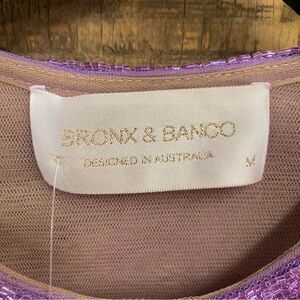 BRONX & BANCO
DESIGNED IN AUSTRALIA
M